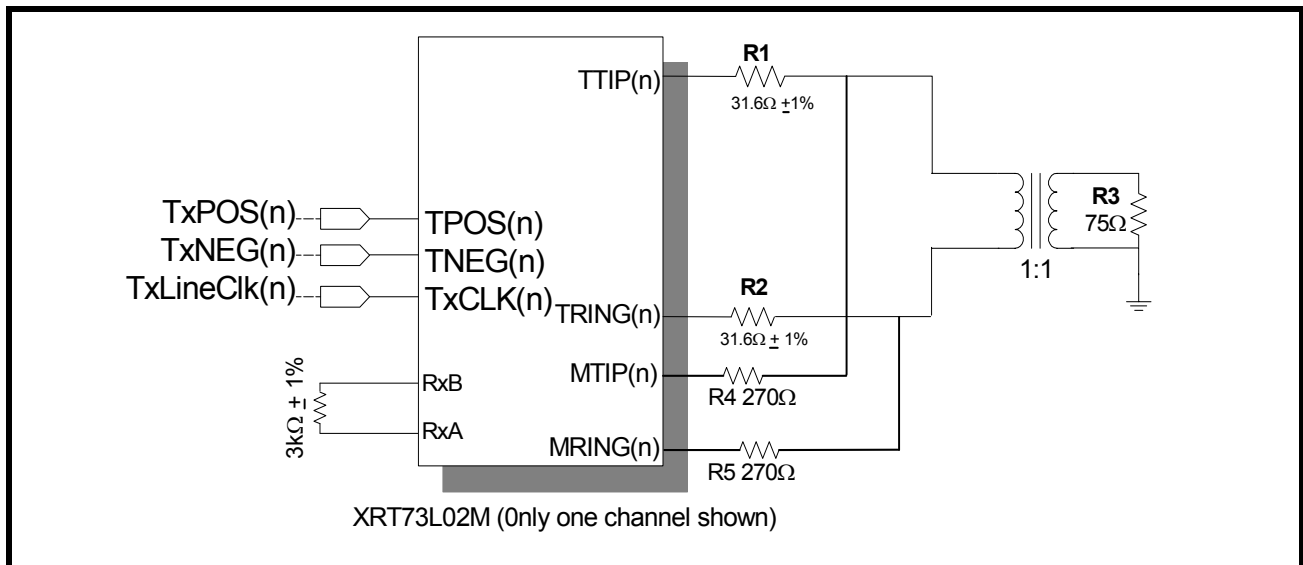 R1
TTIP(n)
31.6Ω ±1%
TxPOS(n)
TPOS(n)
R3
75Ω
TxNEG(n)
TNEG(n)
1:1
TxLineClk(n)
TxCLK(n)
R2
TRING(n)
31.6Ω ± 1%
MTIP(n)
R4 270Ω
3kΩ ± 1%
RxB
RxA
MRING(n)
R5 270Ω
XRT73L02M (0nly one channel shown)